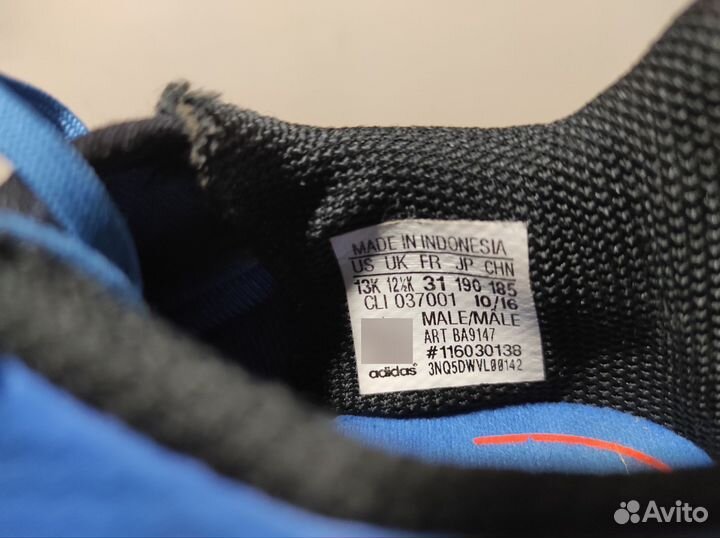 MADE IN INDONESIA
US UK FR JP CHN
13K 12½K 31 190 185
CLI 037001 10/16
MALE/MÂLE
ART BA9147
#116030138
adidas 3NQ5DWVL00142
Avito